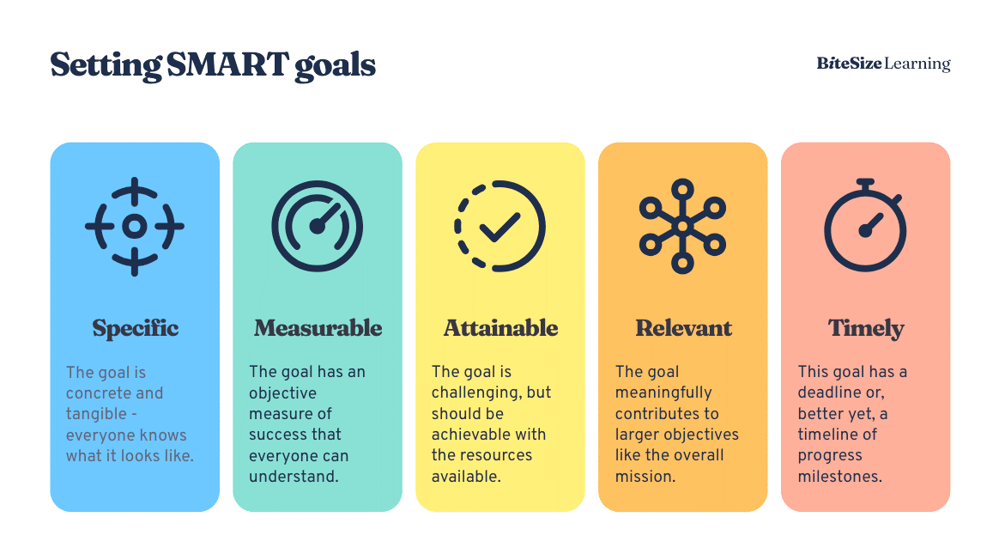 Setting SMART goals
BiteSize Learning
Specific
The goal is
concrete and
tangible -
everyone knows
what it looks like.
Measurable
The goal has an
objective
measure of
success that
everyone can
understand.
Attainable
The goal is
challenging, but
should be
achievable with
the resources
available.
Relevant
The goal
meaningfully
contributes to
larger objectives
like the overall
mission.
Timely
This goal has a
deadline or,
better yet, a
timeline of
progress
milestones.